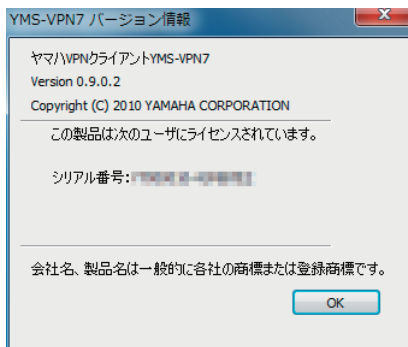 YMS-VPN7 バージョン情報
ヤマハVPNクライアントYMS-VPN7
Version 0.9.0.2
Copyright (C) 2010 YAMAHA CORPORATION
この製品は次のユーザにライセンスされています。
シリアル番号:
会社名、製品名は一般的に各社の商標または登録商標です。
OK